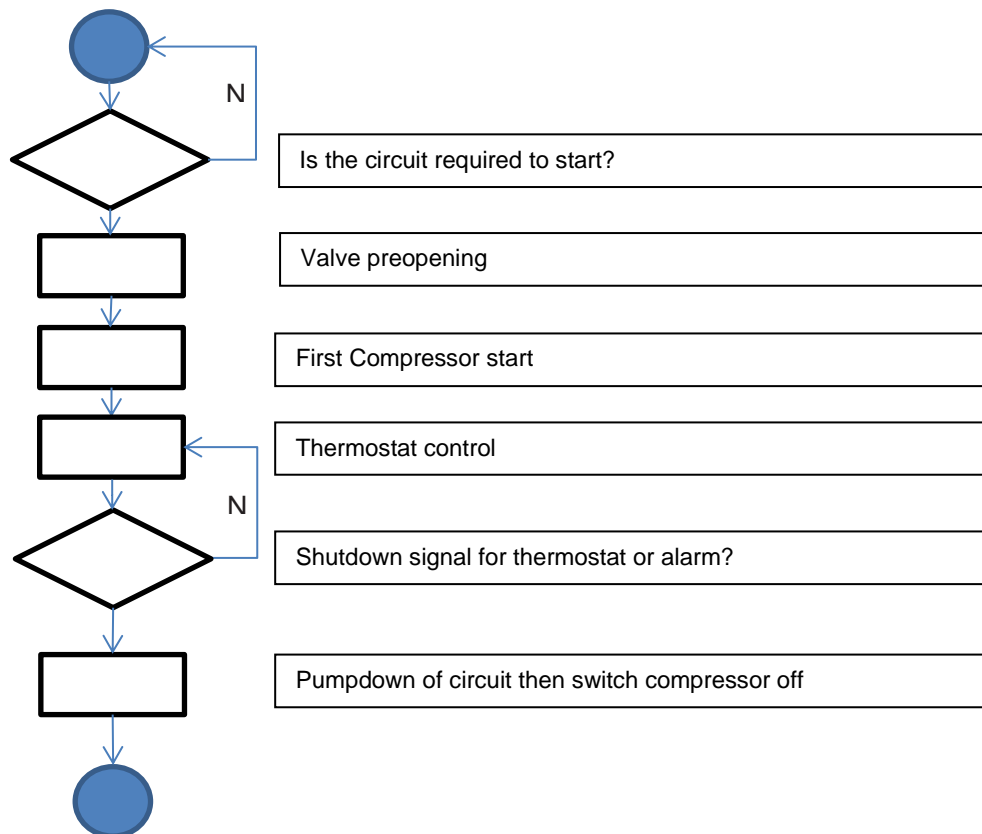 N
Is the circuit required to start?
Valve preopening
First Compressor start
Thermostat control
N
Shutdown signal for thermostat or alarm?
Pumpdown of circuit then switch compressor off